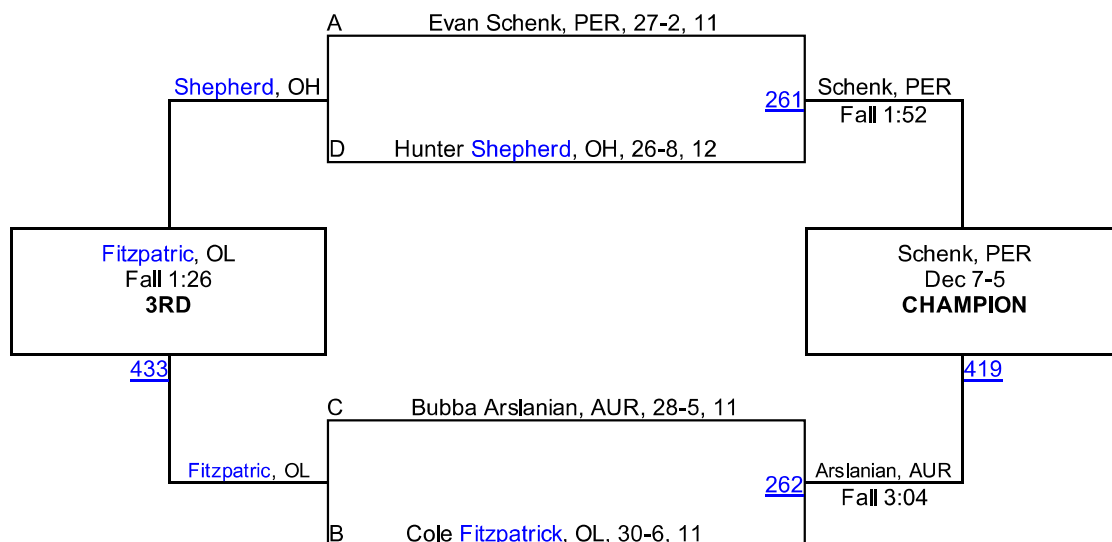 A Evan Schenk, PER, 27-2, 11
Shepherd, OH
261 Schenk, PER
Fall 1:52
D Hunter Shepherd, OH, 26-8, 12
Fitzpatric, OL
Fall 1:26
3RD
Schenk, PER
Dec 7-5
CHAMPION
433
419
C Bubba Arslanian, AUR, 28-5, 11
Fitzpatric, OL
262 Arslanian, AUR
Fall 3:04
B Cole Fitzpatrick, OL, 30-6, 11